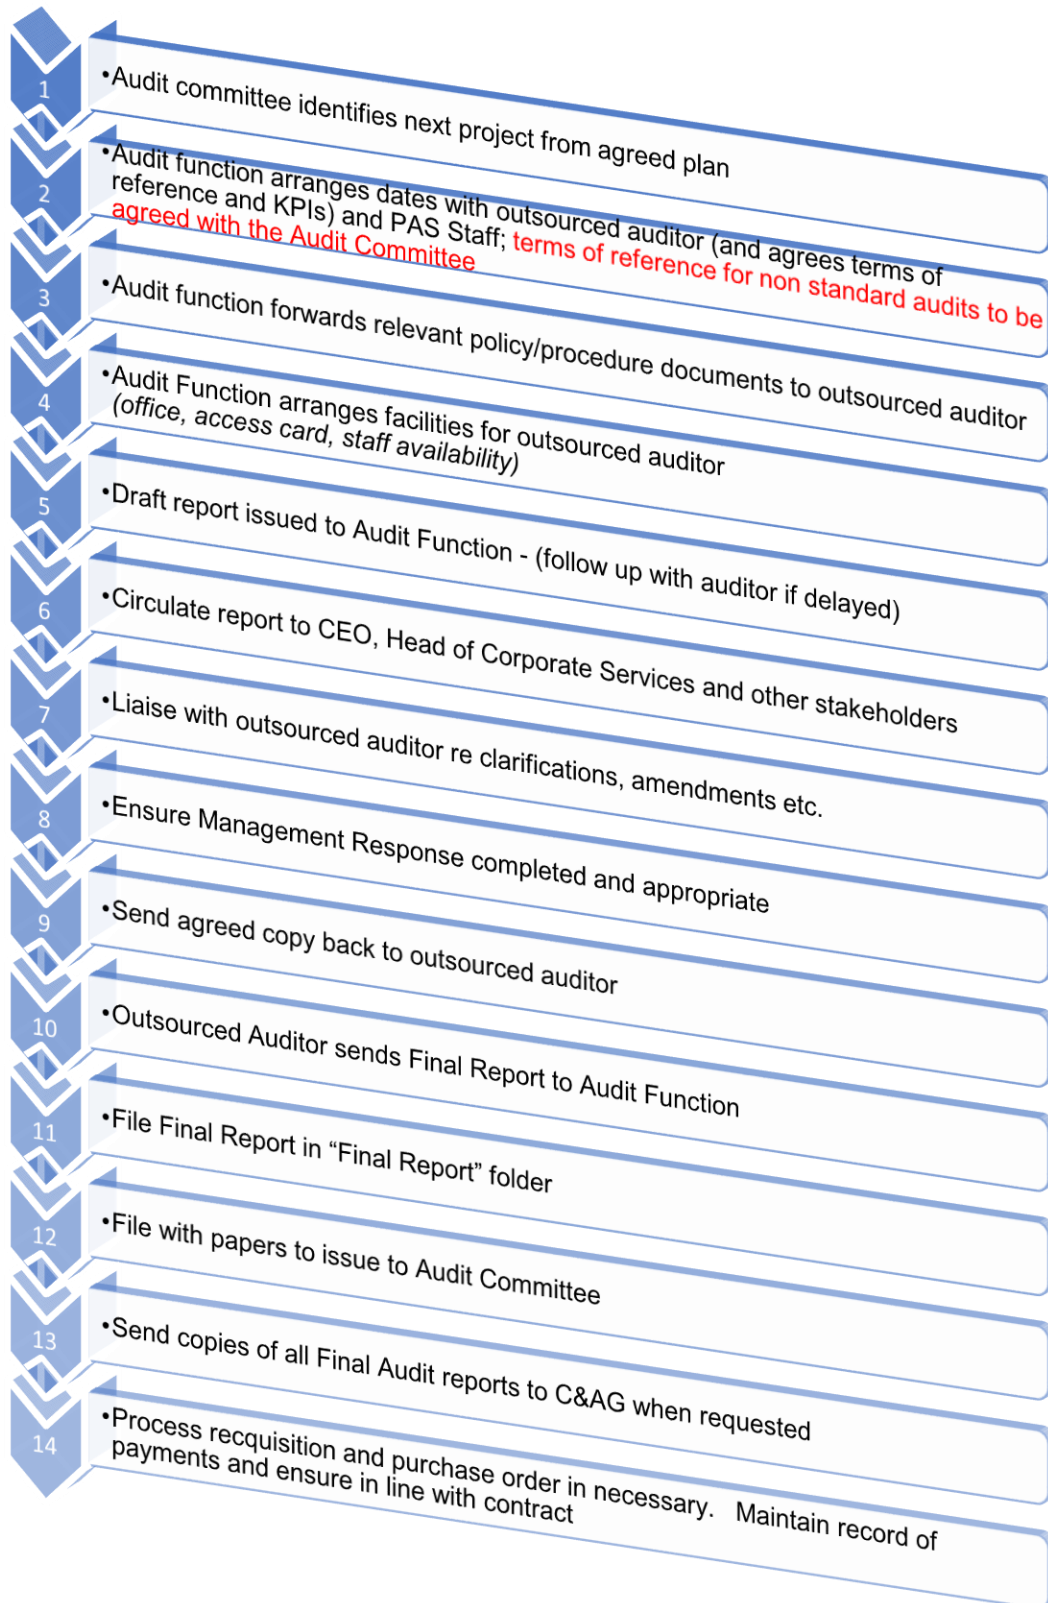 1
•Audit committee identifies next project from agreed plan
2
•Audit function arranges dates with outsourced auditor (and agrees terms of
reference and KPIs) and PAS Staff; terms of reference for non standard audits to be
agreed with the Audit Committee
3
•Audit function forwards relevant policy/procedure documents to outsourced auditor
4
•Audit Function arranges facilities for outsourced auditor
(office, access card, staff availability)
5
•Draft report issued to Audit Function - (follow up with auditor if delayed)
6
•Circulate report to CEO, Head of Corporate Services and other stakeholders
7
•Liaise with outsourced auditor re clarifications, amendments etc.
8
•Ensure Management Response completed and appropriate
9
•Send agreed copy back to outsourced auditor
10
•Outsourced Auditor sends Final Report to Audit Function
11
•File Final Report in “Final Report” folder
12
•File with papers to issue to Audit Committee
13
•Send copies of all Final Audit reports to C&AG when requested
14
•Process recquisition and purchase order in necessary. Maintain record of
payments and ensure in line with contract